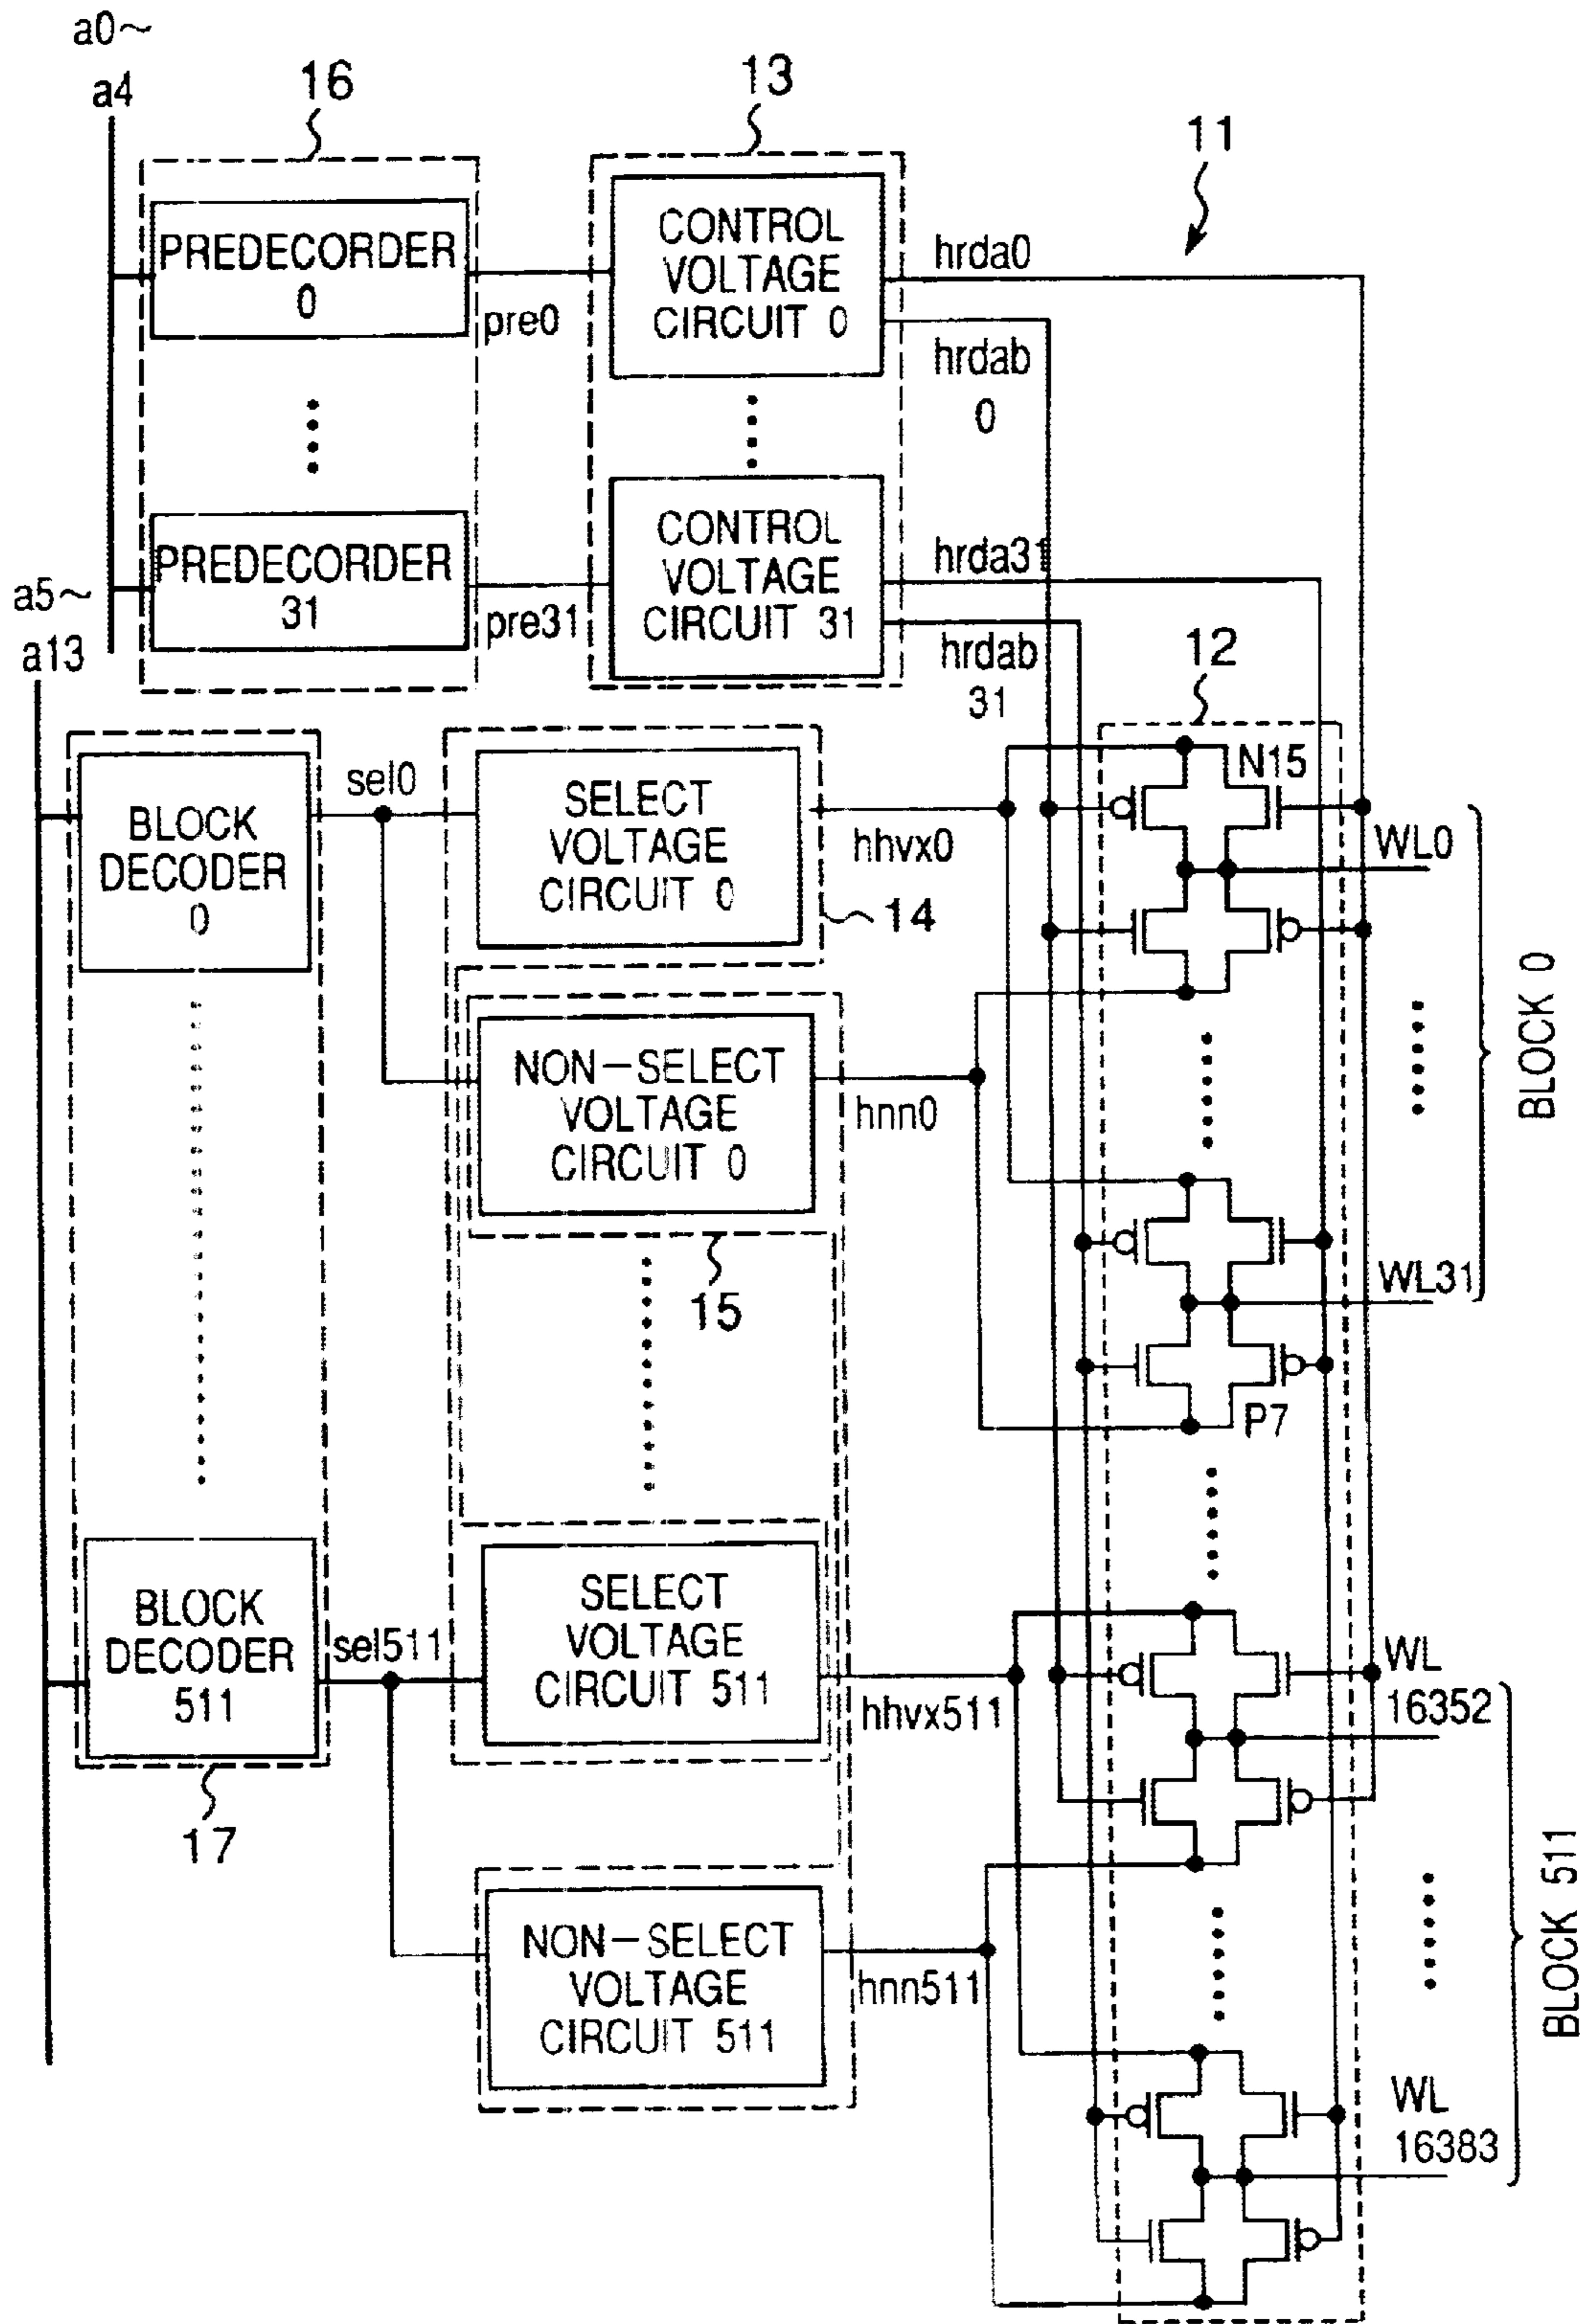 a0~
a4
16
13
11
PREDECORDER
0
pre0
CONTROL
VOLTAGE
CIRCUIT 0
hrda0
hrdab
0
PREDECORDER
31
pre31
CONTROL
VOLTAGE
CIRCUIT 31
hrda31
hrdab
31
a5~
a13
12
BLOCK
DECODER
0
sel0
SELECT
VOLTAGE
CIRCUIT 0
hhvx0
14
N15
WL0
BLOCK 0
NON-SELECT
VOLTAGE
CIRCUIT 0
hnn0
15
WL31
P7
BLOCK
DECODER
511
sel511
17
SELECT
VOLTAGE
CIRCUIT 511
hhvx511
WL
16352
BLOCK 511
NON-SELECT
VOLTAGE
CIRCUIT 511
hnn511
WL
16383